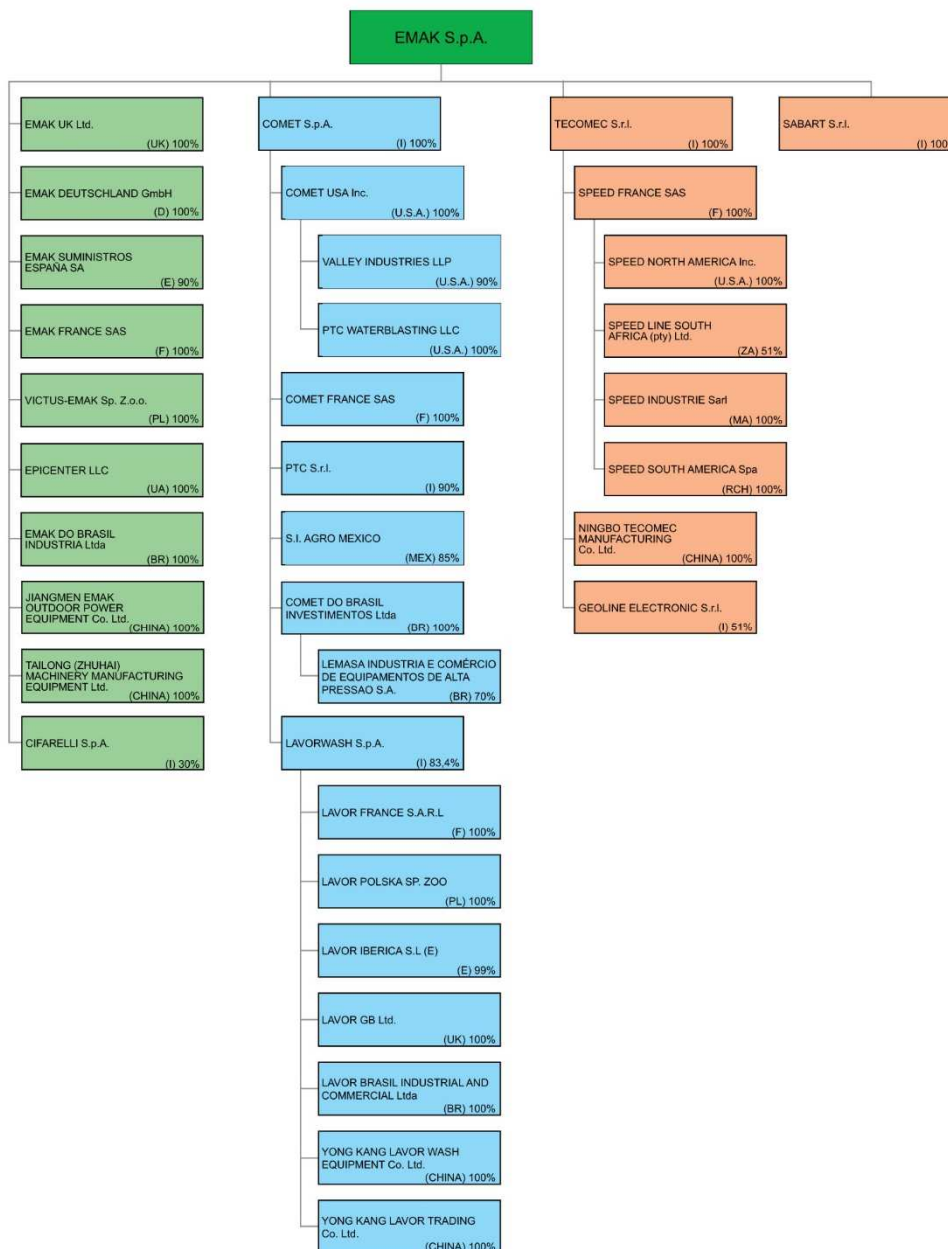 EMAK S.p.A.
EMAK UK Ltd.
(UK) 100%
EMAK DEUTSCHLAND GmbH
(D) 100%
EMAK SUMINISTROS
ESPAÑA SA
(E) 90%
EMAK FRANCE SAS
(F) 100%
VICTUS-EMAK Sp. Z.o.o.
(PL) 100%
EPICENTER LLC
(UA) 100%
EMAK DO BRASIL
INDUSTRIA Ltda
(BR) 100%
JIANGMEN EMAK
OUTDOOR POWER
EQUIPMENT Co. Ltd.
(CHINA) 100%
TAILONG (ZHUHAI)
MACHINERY MANUFACTURING
EQUIPMENT Ltd.
(CHINA) 100%
CIFARELLI S.p.A.
(I) 30%
COMET S.p.A.
(I) 100%
COMET USA Inc.
(U.S.A.) 100%
VALLEY INDUSTRIES LLP
(U.S.A.) 90%
PTC WATERBLASTING LLC
(U.S.A.) 100%
COMET FRANCE SAS
(F) 100%
PTC S.r.l.
(I) 90%
S.I. AGRO MEXICO
(MEX) 85%
COMET DO BRASIL
INVESTIMENTOS Ltda
(BR) 100%
LEMASA INDUSTRIA E COMÉRCIO
DE EQUIPAMENTOS DE ALTA
PRESSAO S.A.
(BR) 70%
LAVORWASH S.p.A.
(I) 83,4%
LAVOR FRANCE S.A.R.L
(F) 100%
LAVOR POLSKA SP. ZOO
(PL) 100%
LAVOR IBERICA S.L (E)
(E) 99%
LAVOR GB Ltd.
(UK) 100%
LAVOR BRASIL INDUSTRIAL AND
COMMERCIAL Ltda
(BR) 100%
YONG KANG LAVOR WASH
EQUIPMENT Co. Ltd.
(CHINA) 100%
YONG KANG LAVOR TRADING
Co. Ltd.
(CHINA) 100%
TECOMEC S.r.l.
(I) 100%
SPEED FRANCE SAS
(F) 100%
SPEED NORTH AMERICA Inc.
(U.S.A.) 100%
SPEED LINE SOUTH
AFRICA (pty) Ltd.
(ZA) 51%
SPEED INDUSTRIE Sarl
(MA) 100%
SPEED SOUTH AMERICA Spa
(RCH) 100%
NINGBO TECOMEC
MANUFACTURING
Co. Ltd.
(CHINA) 100%
GEOLINE ELECTRONIC S.r.l.
(I) 51%
SABART S.r.l.
(I) 100